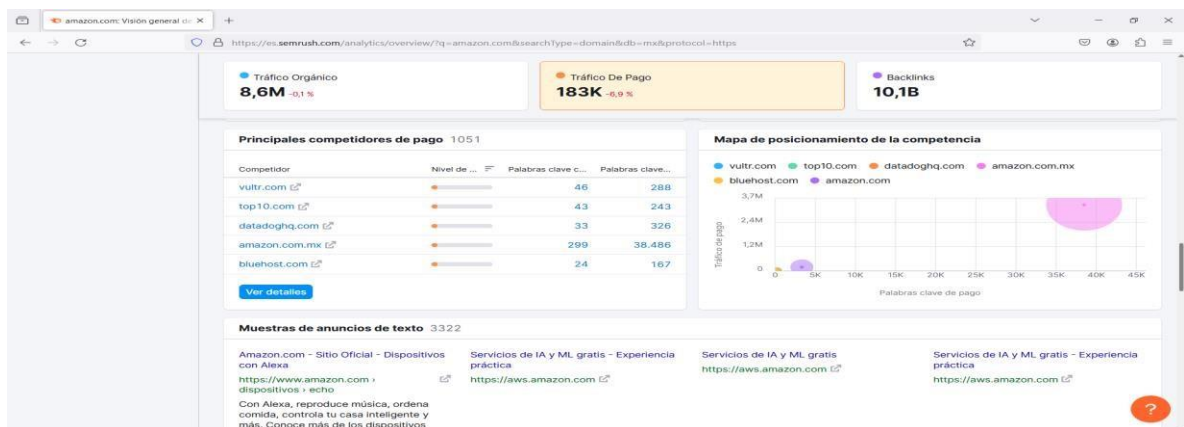 amazon.com: Visión general de
https://es.semrush.com/analytics/overview/?q=amazon.com&searchType=domain&db=mx&protocol=https
Tráfico Orgánico
8,6M -0,1 %
Tráfico De Pago
183K -6,9 %
Backlinks
10,1B
Principales competidores de pago 1051
Competidor Nivel de ... Palabras clave c... Palabras clave...
vultr.com 46 288
top10.com 43 243
datadoghq.com 33 326
amazon.com.mx 299 38.486
bluehost.com 24 167
Ver detalles
Mapa de posicionamiento de la competencia
vultr.com top10.com datadoghq.com amazon.com.mx
bluehost.com amazon.com
Tráfico de pago
3,7M
2,4M
1,2M
0
0 5K 10K 15K 20K 25K 30K 35K 40K 45K
Palabras clave de pago
Muestras de anuncios de texto 3322
Amazon.com - Sitio Oficial - Dispositivos
con Alexa
https://www.amazon.com ›
dispositivos › echo
Con Alexa, reproduce música, ordena
comida, controla tu casa inteligente y
más. Conoce más de los dispositivos
Servicios de IA y ML gratis - Experiencia
práctica
https://aws.amazon.com
Servicios de IA y ML gratis
https://aws.amazon.com
Servicios de IA y ML gratis - Experiencia
práctica
https://aws.amazon.com
?